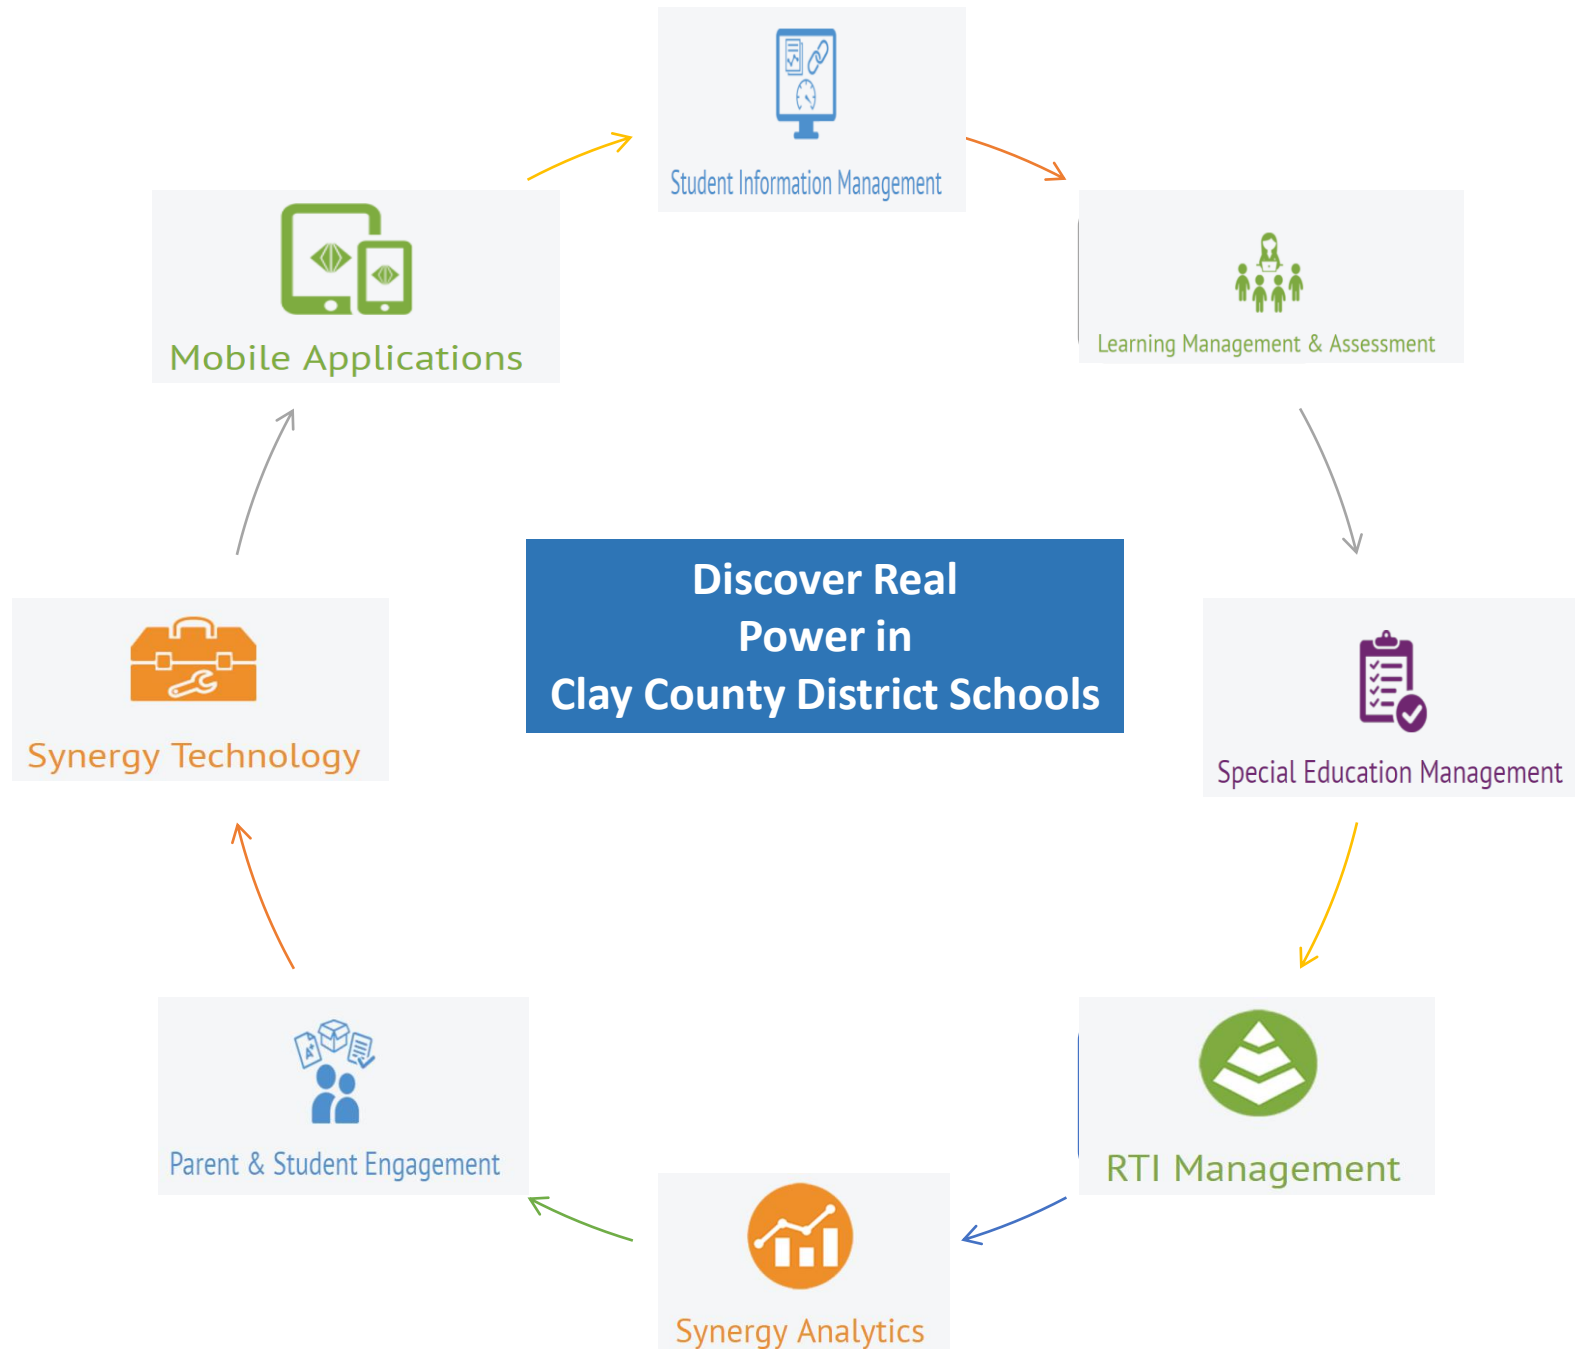 Student Information Management
Learning Management & Assessment
Special Education Management
RTI Management
Synergy Analytics
Parent & Student Engagement
Synergy Technology
Mobile Applications
Discover Real
Power in
Clay County District Schools